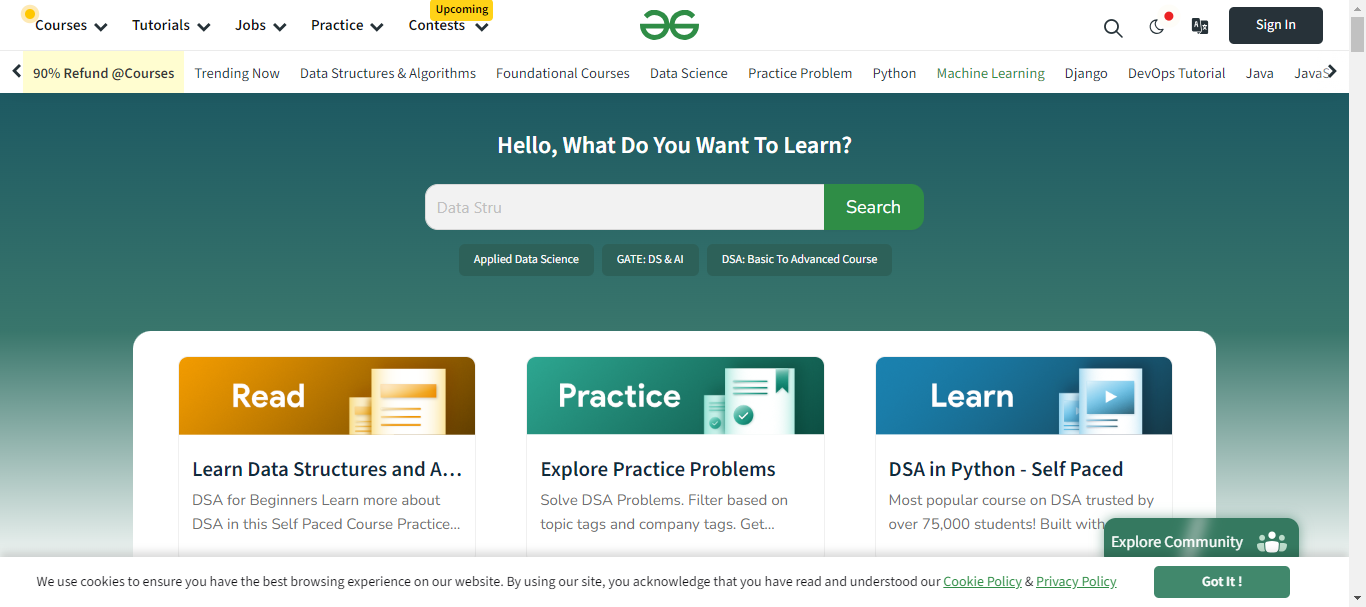 Upcoming
Courses Tutorials Jobs Practice Contests Sign In
90% Refund @Courses Trending Now Data Structures & Algorithms Foundational Courses Data Science Practice Problem Python Machine Learning Django DevOps Tutorial Java JavaS
Hello, What Do You Want To Learn?
Data Stru Search
Applied Data Science GATE: DS & AI DSA: Basic To Advanced Course
Read Practice Learn
Learn Data Structures and A...
DSA for Beginners Learn more about
DSA in this Self Paced Course Practice...
Explore Practice Problems
Solve DSA Problems. Filter based on
topic tags and company tags. Get...
DSA in Python - Self Paced
Most popular course on DSA trusted by
over 75,000 students! Built with
Explore Community
We use cookies to ensure you have the best browsing experience on our website. By using our site, you acknowledge that you have read and understood our Cookie Policy & Privacy Policy Got It !